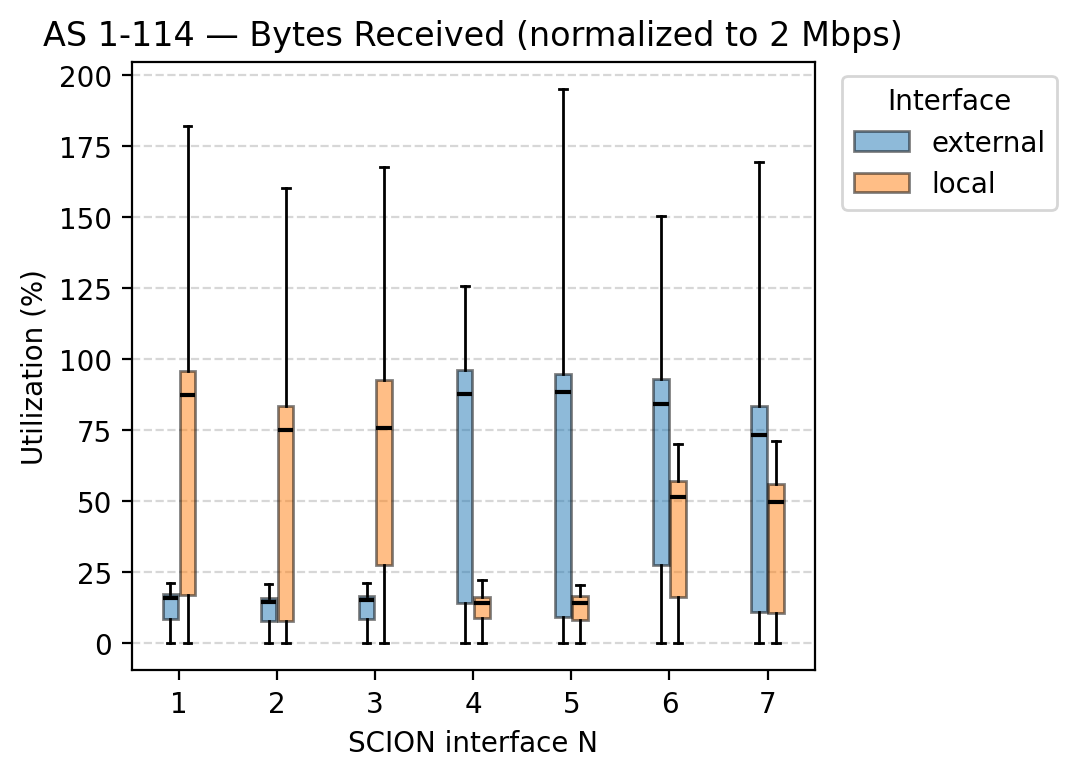 AS 1-114 — Bytes Received (normalized to 2 Mbps)
200
175
150
125
100
75
50
25
0
Utilization (%)
1 2 3 4 5 6 7
SCION interface N
Interface
external
local